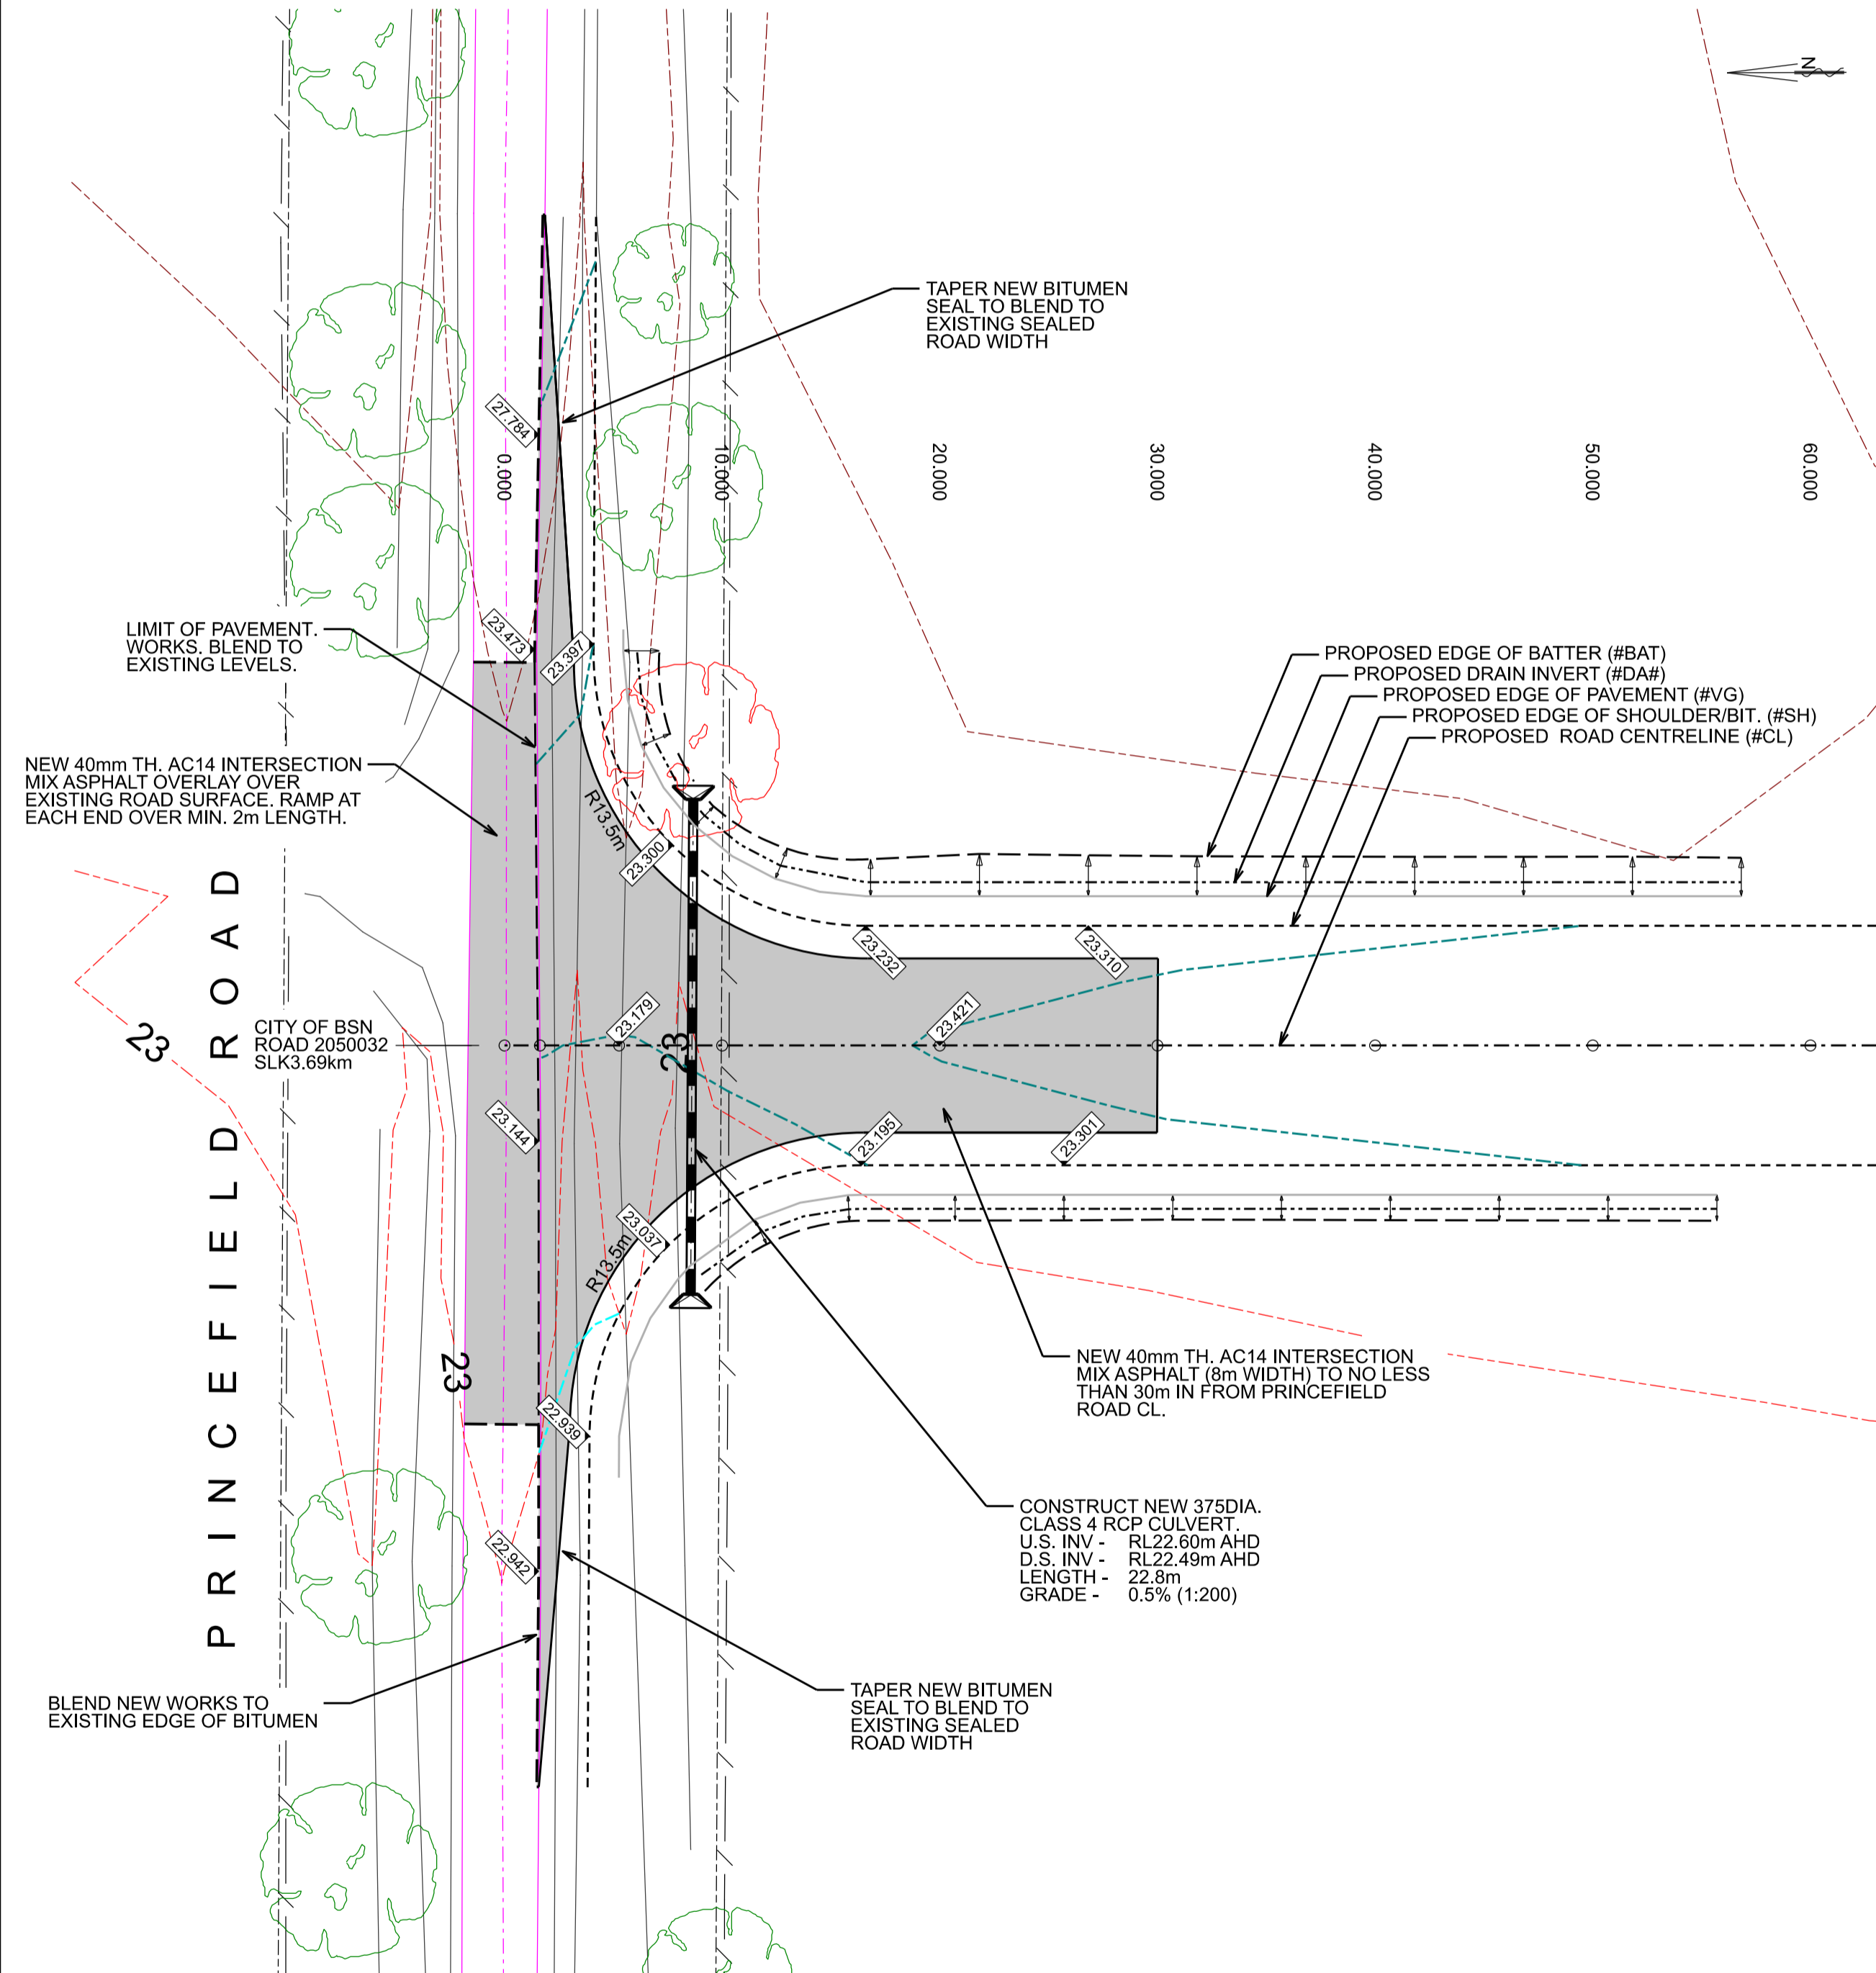 N
TAPER NEW BITUMEN
SEAL TO BLEND TO
EXISTING SEALED
ROAD WIDTH
27.784
0.000
10.000
20.000
30.000
40.000
50.000
60.000
LIMIT OF PAVEMENT.
WORKS. BLEND TO
EXISTING LEVELS.
23.473
23.397
PROPOSED EDGE OF BATTER (#BAT)
PROPOSED DRAIN INVERT (#DA#)
PROPOSED EDGE OF PAVEMENT (#VG)
PROPOSED EDGE OF SHOULDER/BIT. (#SH)
PROPOSED ROAD CENTRELINE (#CL)
NEW 40mm TH. AC14 INTERSECTION
MIX ASPHALT OVERLAY OVER
EXISTING ROAD SURFACE. RAMP AT
EACH END OVER MIN. 2m LENGTH.
R13.5m
23.300
PRINCEFIELD ROAD
23.232
23.310
23
CITY OF BSN
ROAD 2050032
SLK3.69km
23.179
23
23.421
23.144
23.195
23.301
23.037
R13.5m
23
22.939
NEW 40mm TH. AC14 INTERSECTION
MIX ASPHALT (8m WIDTH) TO NO LESS
THAN 30m IN FROM PRINCEFIELD
ROAD CL.
22.942
CONSTRUCT NEW 375DIA.
CLASS 4 RCP CULVERT.
U.S. INV - RL22.60m AHD
D.S. INV - RL22.49m AHD
LENGTH - 22.8m
GRADE - 0.5% (1:200)
BLEND NEW WORKS TO
EXISTING EDGE OF BITUMEN
TAPER NEW BITUMEN
SEAL TO BLEND TO
EXISTING SEALED
ROAD WIDTH